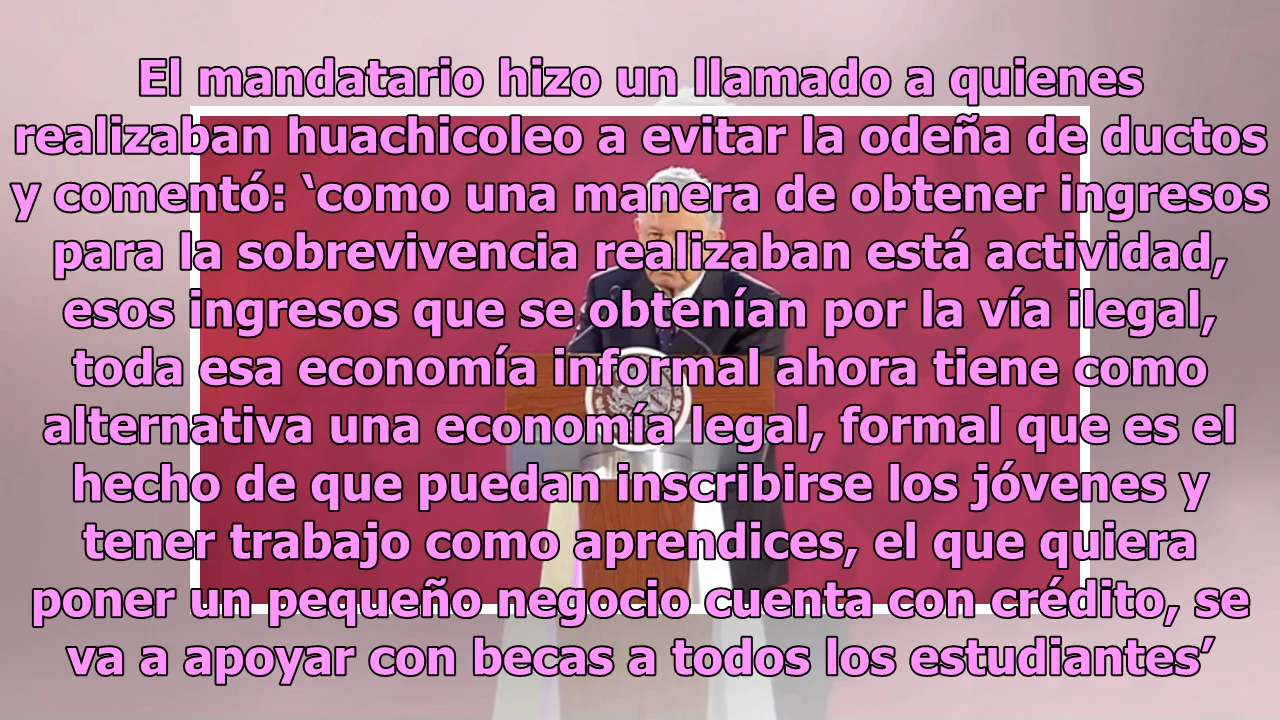 El mandatario hizo un llamado a quienes
realizaban huachicoleo a evitar la odeña de ductos
y comentó: ‘como una manera de obtener ingresos
para la sobrevivencia realizaban está actividad,
esos ingresos que se obtenían por la vía ilegal,
toda esa economía informal ahora tiene como
alternativa una economía legal, formal que es el
hecho de que puedan inscribirse los jóvenes y
tener trabajo como aprendices, el que quiera
poner un pequeño negocio cuenta con crédito, se
va a apoyar con becas a todos los estudiantes’